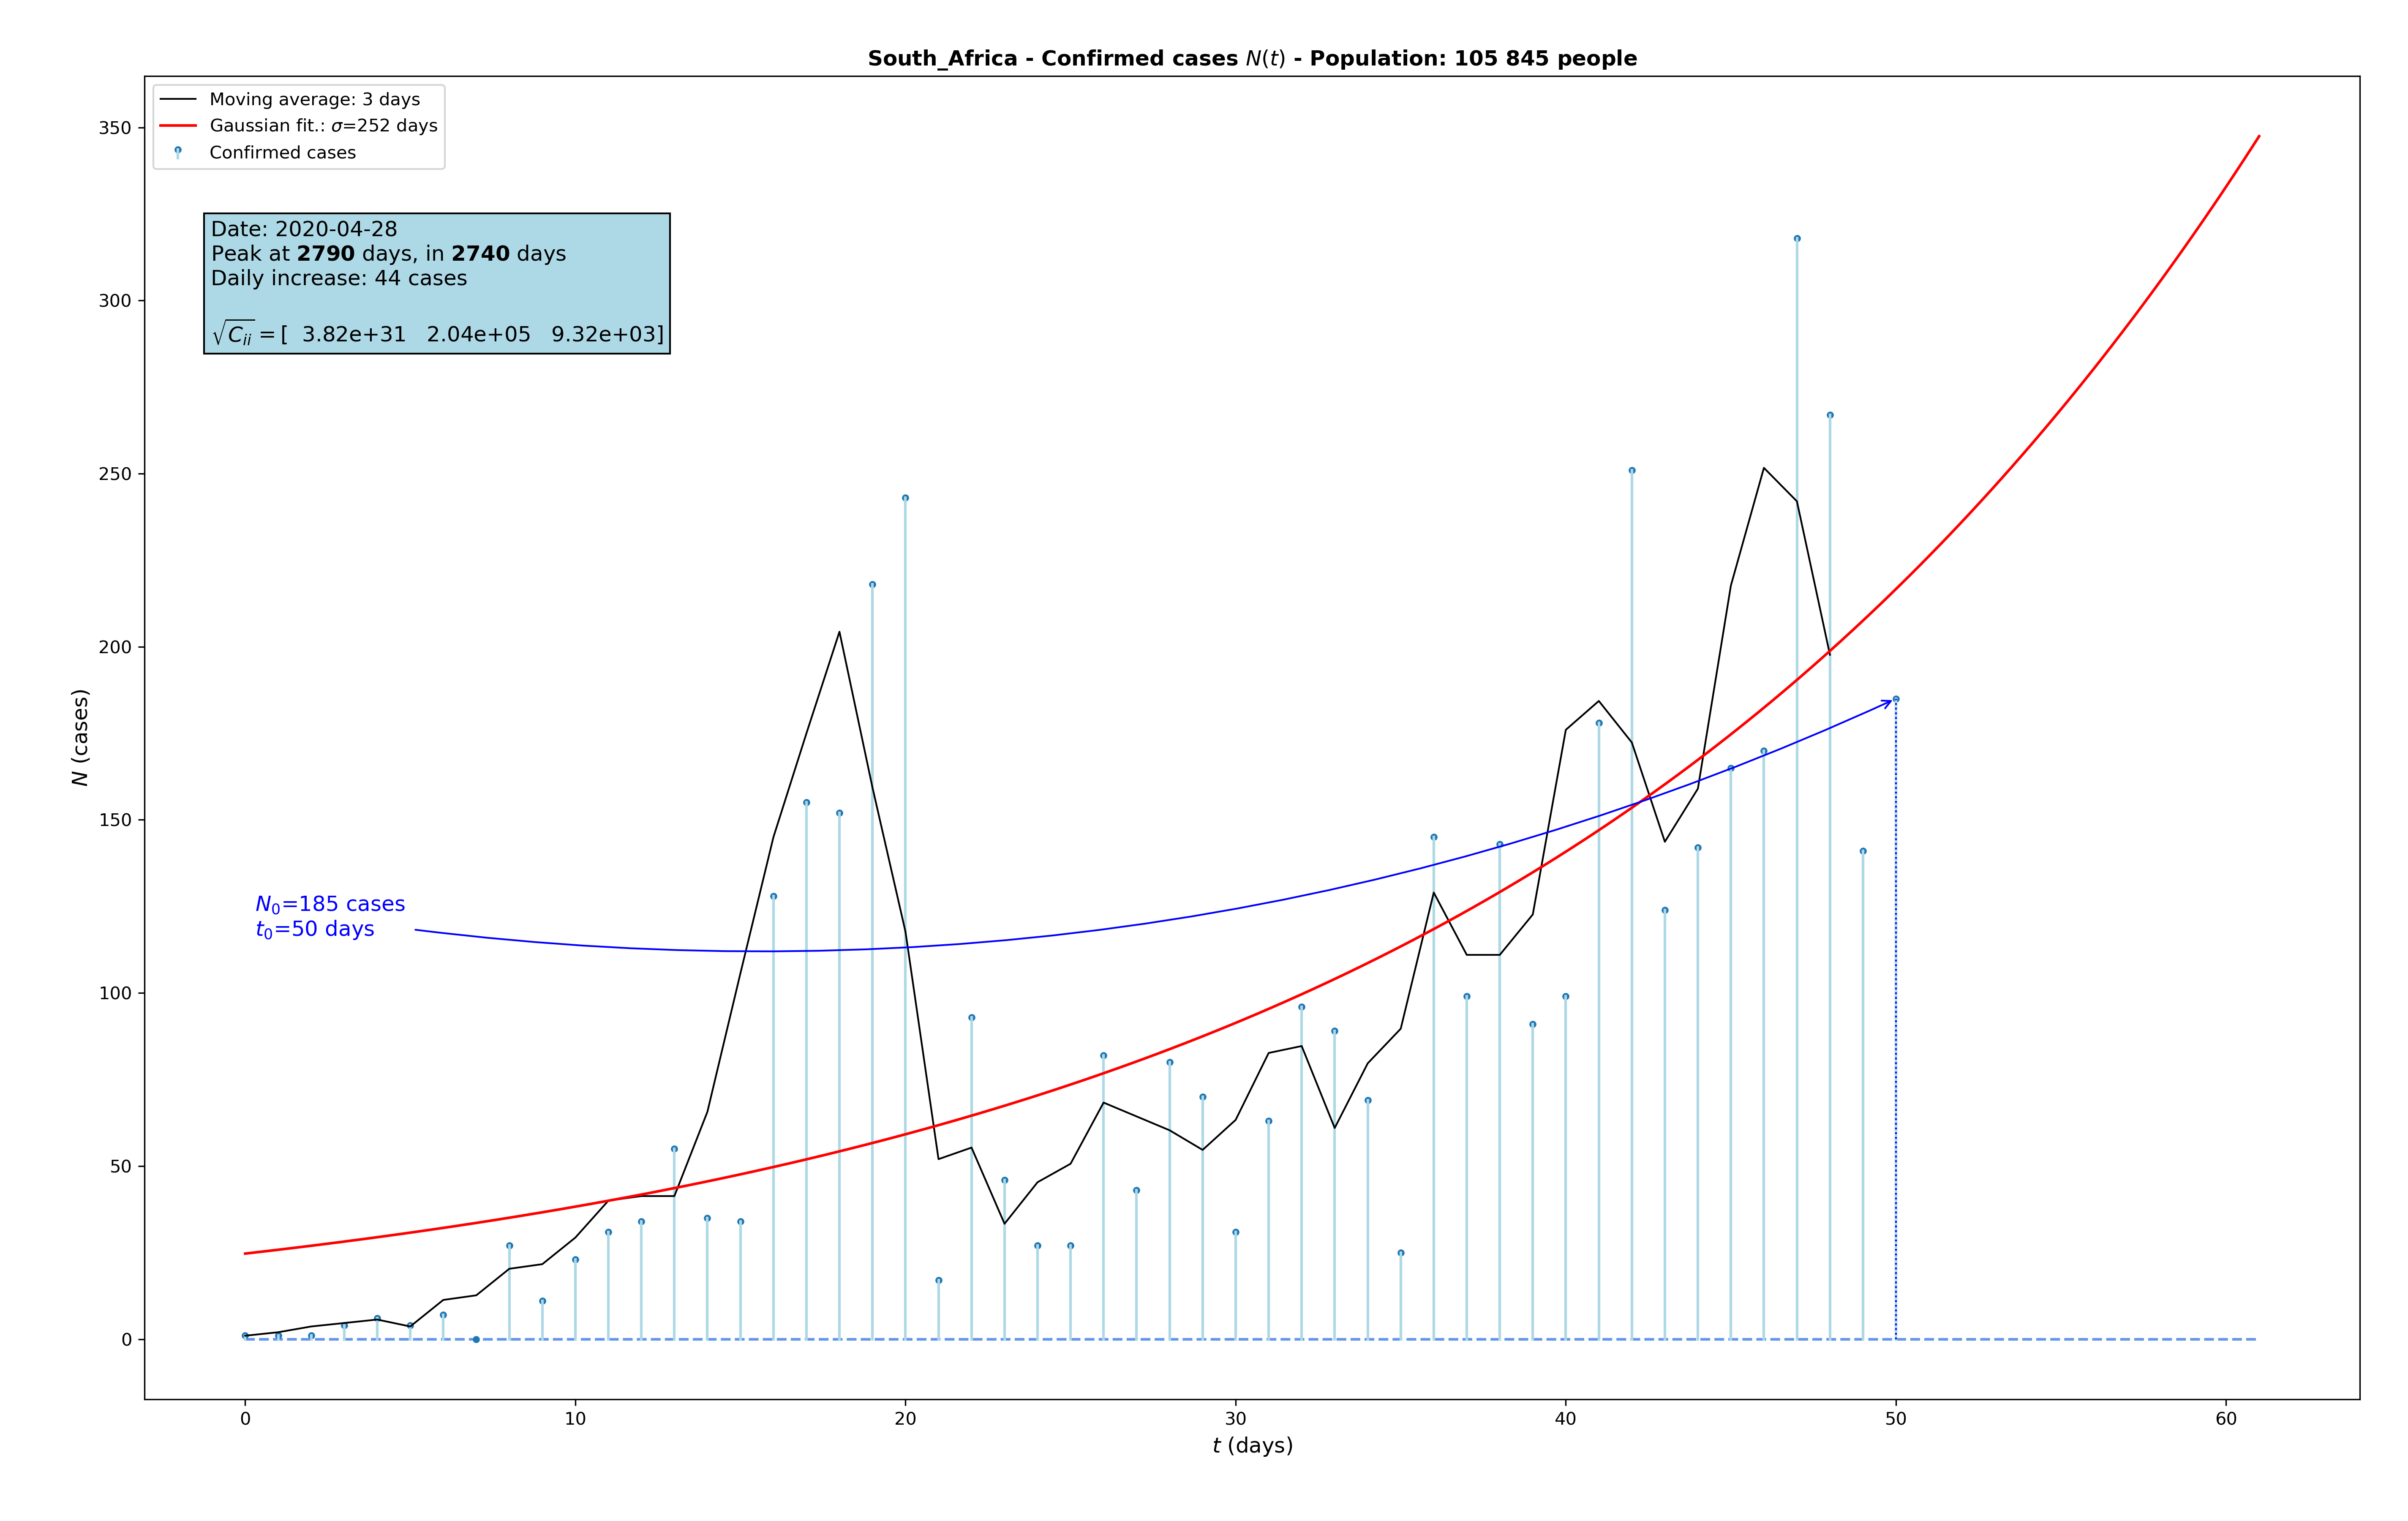 South_Africa - Confirmed cases N(t) - Population: 105 845 people
Moving average: 3 days
Gaussian fit.: σ=252 days
Confirmed cases
Date: 2020-04-28
Peak at 2790 days, in 2740 days
Daily increase: 44 cases
√C_ii = [ 3.82e+31 2.04e+05 9.32e+03]
N₀=185 cases
t₀=50 days
N (cases)
350
300
250
200
150
100
50
0
0 10 20 30 40 50 60
t (days)